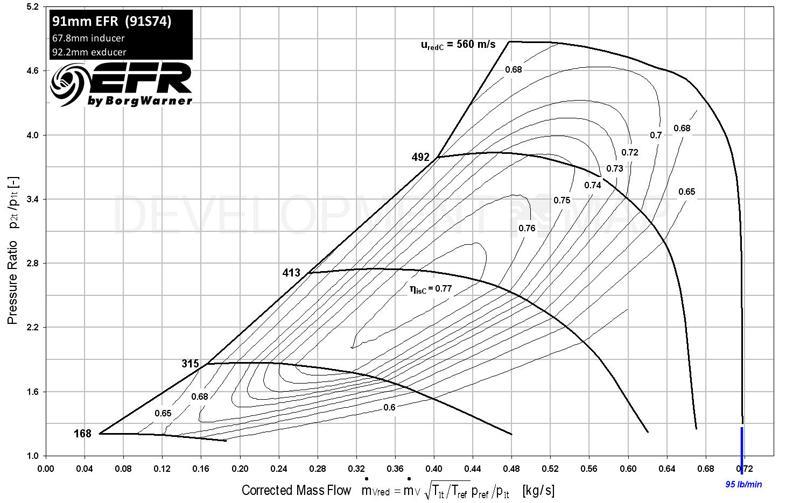 91mm EFR (91S74)
67.8mm inducer
92.2mm exducer
EFR
by BorgWarner
DEVELOPMENT MAP
Pressure Ratio p2t/p1t [-]
5.2
4.6
4.0
3.4
2.8
2.2
1.6
1.0
uredC = 560 m/s
492
413
315
168
0.68
0.7
0.68
0.72
0.73
0.74
0.65
0.75
0.76
ηisC = 0.77
0.68
0.65
0.6
0.00 0.04 0.08 0.12 0.16 0.20 0.24 0.28 0.32 0.36 0.40 0.44 0.48 0.52 0.56 0.60 0.64 0.68 0.72
95 lb/min
Corrected Mass Flow ṁVred = ṁV √T1t/Tref pref/p1t [kg/s]